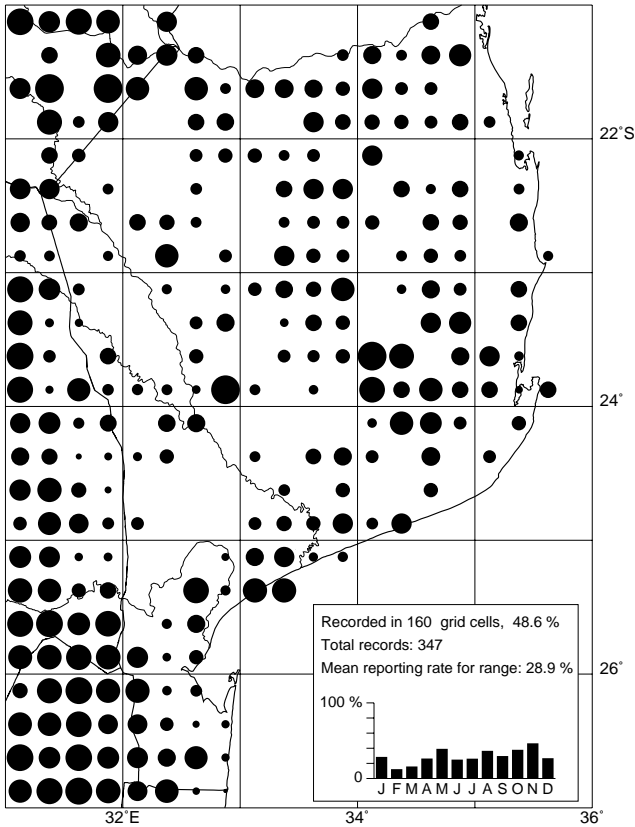 22°S
24°
26°
Recorded in 160 grid cells, 48.6 %
Total records: 347
Mean reporting rate for range: 28.9 %
100 %
0
J F M A M J J A S O N D
32°E
34°
36°